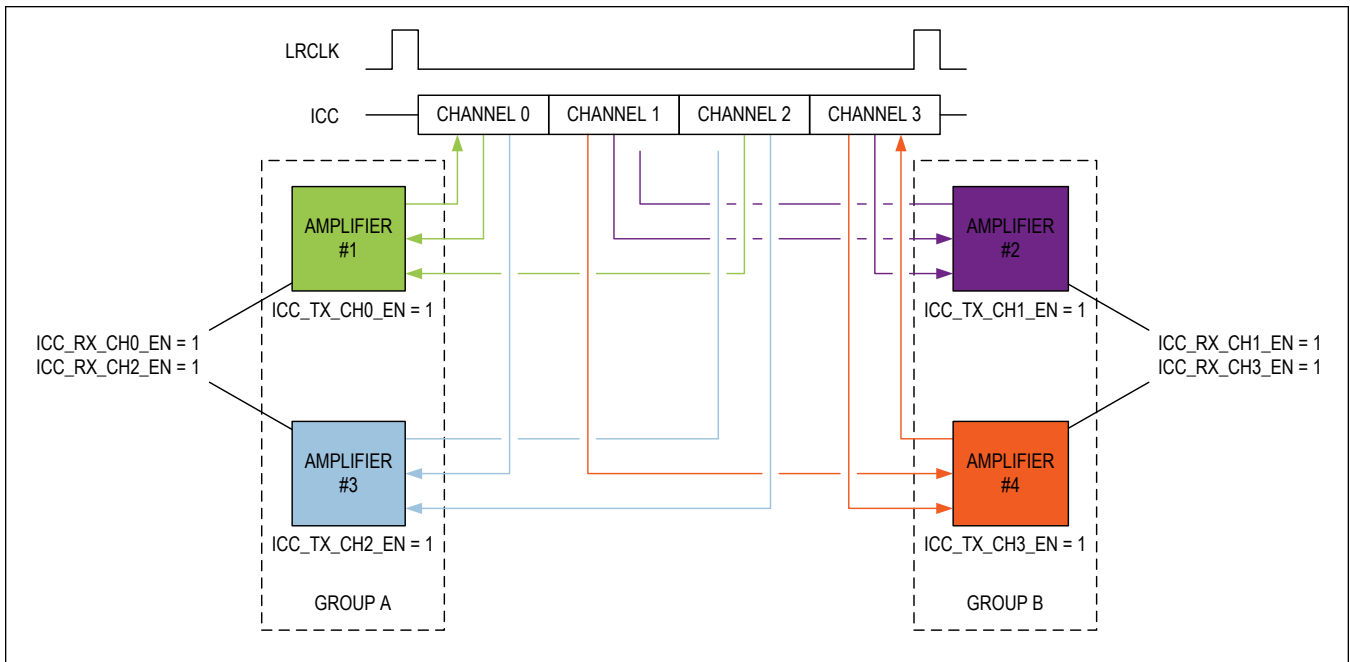 LRCLK
ICC
CHANNEL 0
CHANNEL 1
CHANNEL 2
CHANNEL 3
AMPLIFIER
#1
ICC_TX_CH0_EN = 1
AMPLIFIER
#2
ICC_TX_CH1_EN = 1
ICC_RX_CH0_EN = 1
ICC_RX_CH2_EN = 1
ICC_RX_CH1_EN = 1
ICC_RX_CH3_EN = 1
AMPLIFIER
#3
ICC_TX_CH2_EN = 1
AMPLIFIER
#4
ICC_TX_CH3_EN = 1
GROUP A
GROUP B